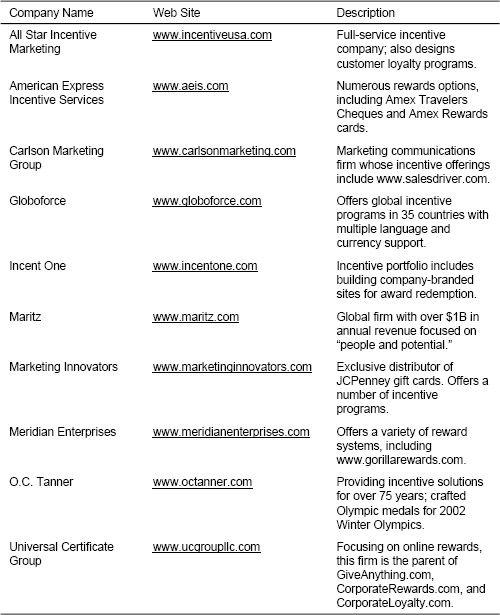 Company Name Web Site Description
All Star Incentive www.incentiveusa.com Full-service incentive
Marketing company; also designs
customer loyalty programs.
American Express www.aeis.com Numerous rewards options,
Incentive Services including Amex Travelers
Cheques and Amex Rewards
cards.
Carlson Marketing www.carlsonmarketing.com Marketing communications
Group firm whose incentive offerings
include www.salesdriver.com.
Globoforce www.globoforce.com Offers global incentive
programs in 35 countries with
multiple language and
currency support.
Incent One www.incentone.com Incentive portfolio includes
building company-branded
sites for award redemption.
Maritz www.maritz.com Global firm with over $1B in
annual revenue focused on
“people and potential.”
Marketing Innovators www.marketinginnovators.com Exclusive distributor of
JCPenney gift cards. Offers a
number of incentive
programs.
Meridian Enterprises www.meridianenterprises.com Offers a variety of reward
systems, including
www.gorillarewards.com.
O.C. Tanner www.octanner.com Providing incentive solutions
for over 75 years; crafted
Olympic medals for 2002
Winter Olympics.
Universal Certificate www.ucgroupllc.com Focusing on online rewards,
Group this firm is the parent of
GiveAnything.com,
CorporateRewards.com, and
CorporateLoyalty.com.